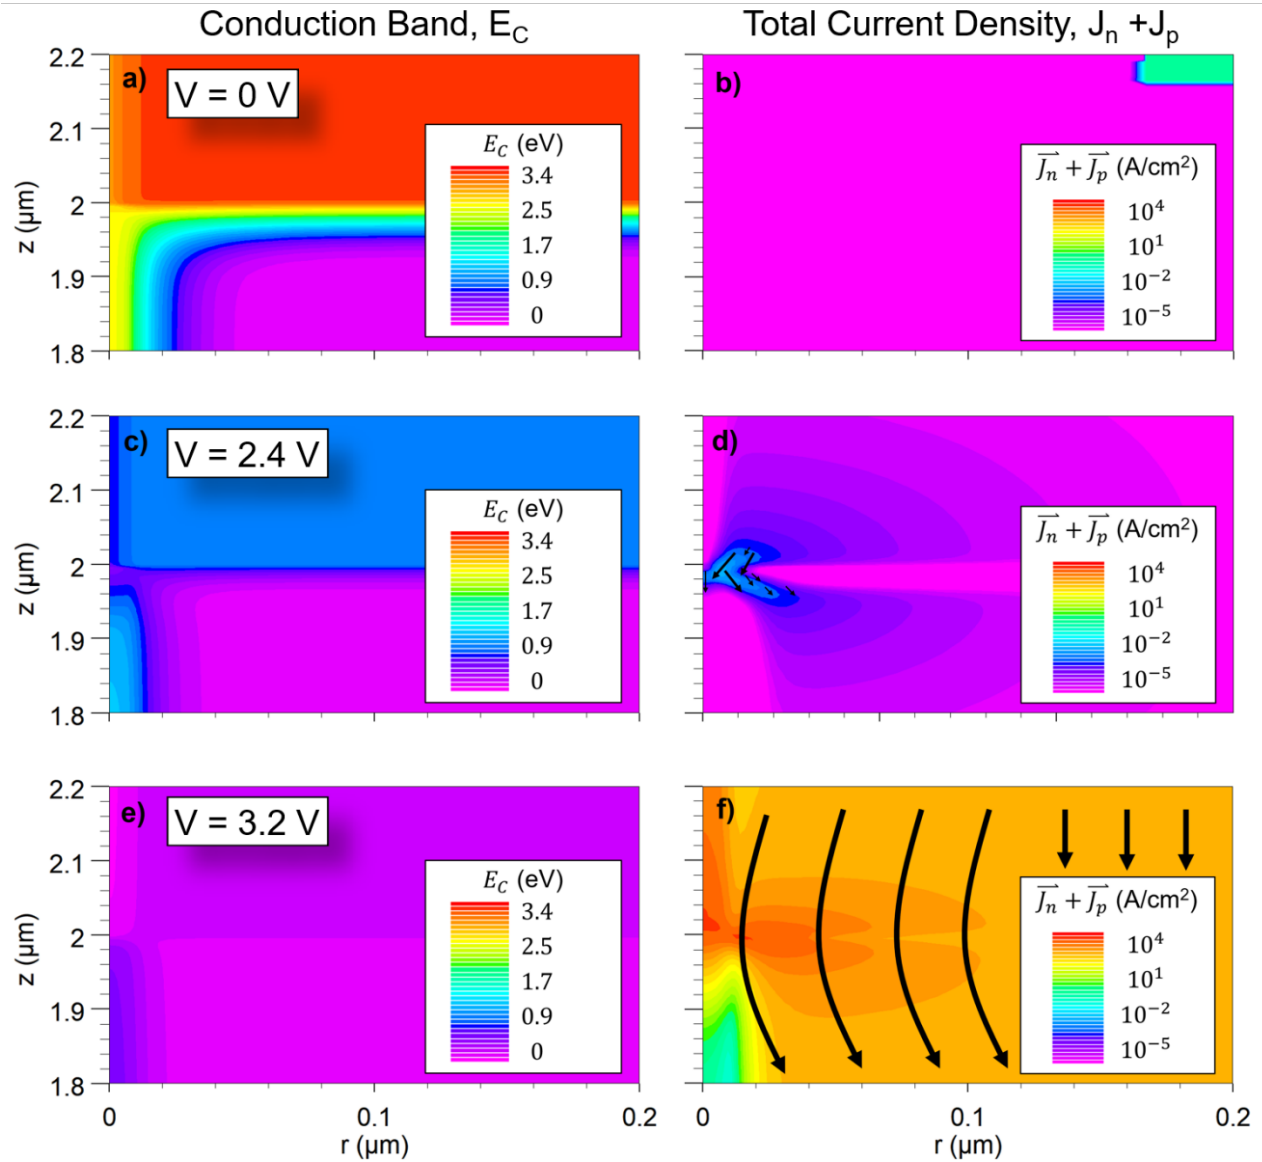 Conduction Band, E_C
Total Current Density, J_n +J_p
a)
V = 0 V
E_C (eV)
3.4
2.5
1.7
0.9
0
2.2
2.1
2
1.9
1.8
z (μm)
b)
J_n + J_p (A/cm²)
10⁴
10¹
10⁻²
10⁻⁵
0.1
0.2
c)
V = 2.4 V
E_C (eV)
3.4
2.5
1.7
0.9
0
2.2
2.1
2
1.9
1.8
z (μm)
d)
J_n + J_p (A/cm²)
10⁴
10¹
10⁻²
10⁻⁵
e)
V = 3.2 V
E_C (eV)
3.4
2.5
1.7
0.9
0
2.2
2.1
2
1.9
1.8
z (μm)
0
0.1
0.2
r (μm)
f)
J_n + J_p (A/cm²)
10⁴
10¹
10⁻²
10⁻⁵
0
0.1
0.2
r (μm)